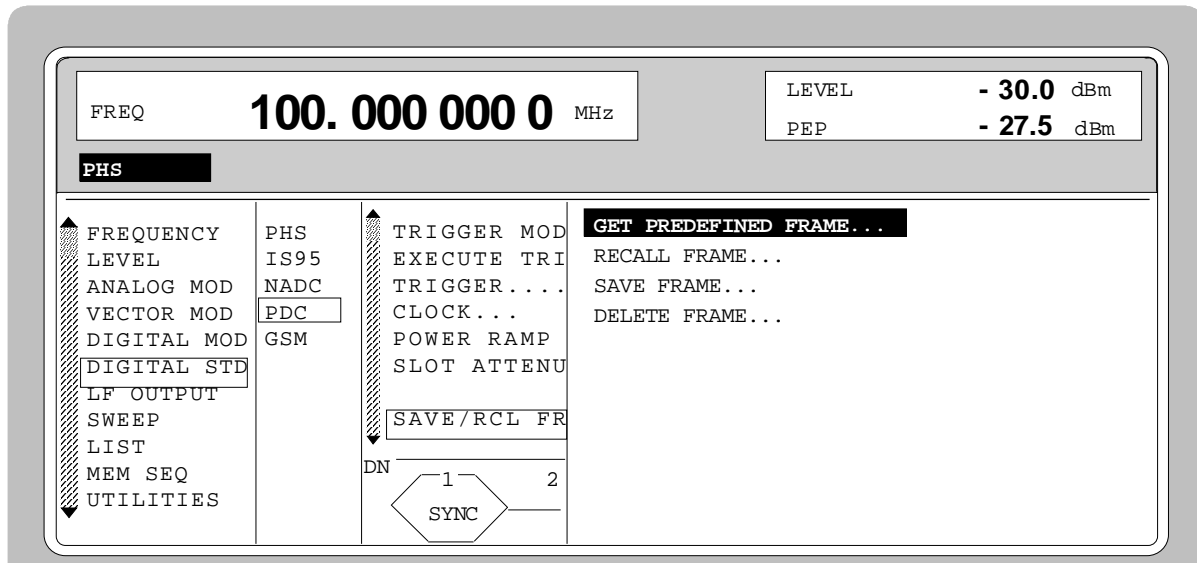 FREQ 100. 000 000 0 MHz
LEVEL - 30.0 dBm
PEP - 27.5 dBm
PHS
FREQUENCY
LEVEL
ANALOG MOD
VECTOR MOD
DIGITAL MOD
DIGITAL STD
LF OUTPUT
SWEEP
LIST
MEM SEQ
UTILITIES
PHS
IS95
NADC
PDC
GSM
TRIGGER MOD
EXECUTE TRI
TRIGGER....
CLOCK...
POWER RAMP
SLOT ATTENU
SAVE/RCL FR
DN 1 2
SYNC
GET PREDEFINED FRAME...
RECALL FRAME...
SAVE FRAME...
DELETE FRAME...